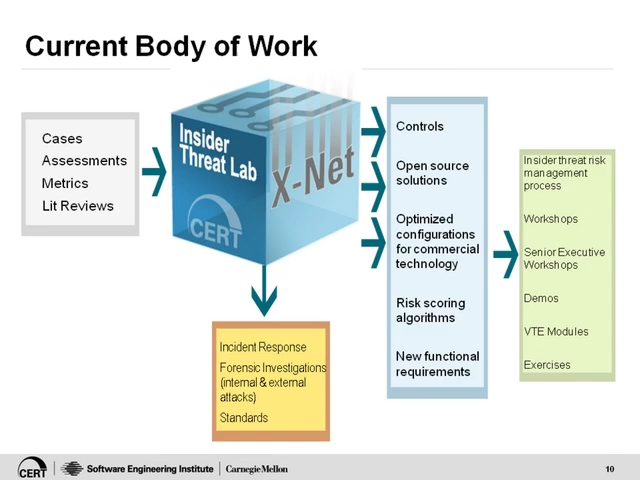 Current Body of Work
Cases
Assessments
Metrics
Lit Reviews
Insider
Threat Lab
X-Net
CERT
Controls
Open source
solutions
Optimized
configurations
for commercial
technology
Risk scoring
algorithms
New functional
requirements
Insider threat risk
management
process
Workshops
Senior Executive
Workshops
Demos
VTE Modules
Exercises
Incident Response
Forensic Investigations
(internal & external
attacks)
Standards
CERT
Software Engineering Institute
Carnegie Mellon
10